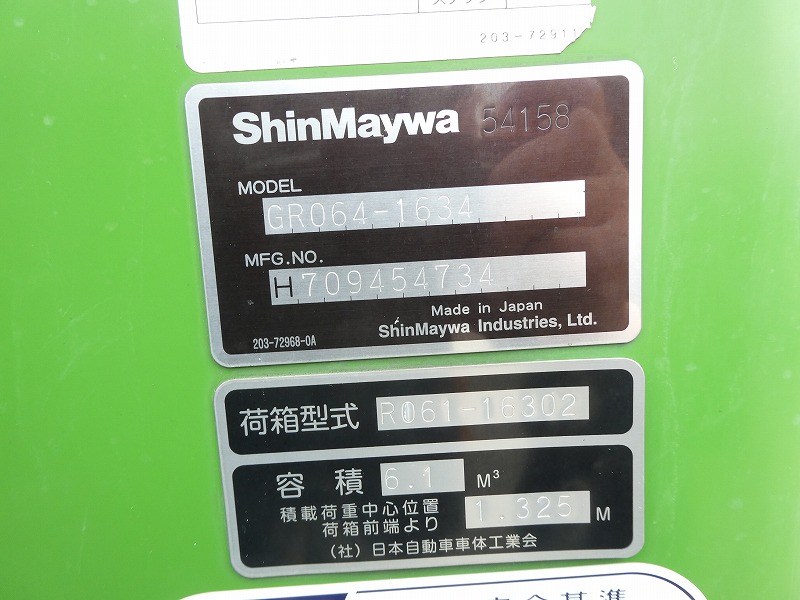 203-72911
ShinMaywa 54158
MODEL
GR064-1634
MFG.NO.
H709454734
Made in Japan
203-72968-0A
ShinMaywa Industries, Ltd.
荷箱型式 R061-16302
容積 6.1 M³
積載荷重中心位置
荷箱前端より 1.325 M
(社)日本自動車車体工業会